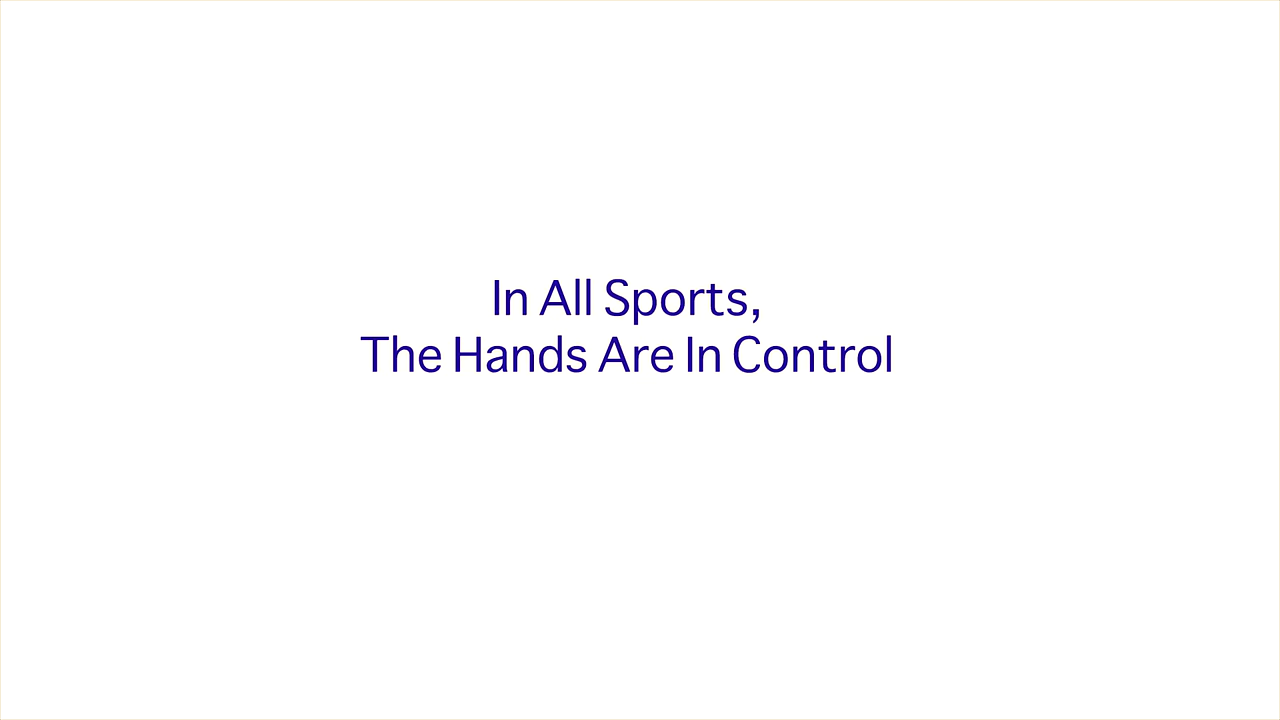 In All Sports,
The Hands Are In Control